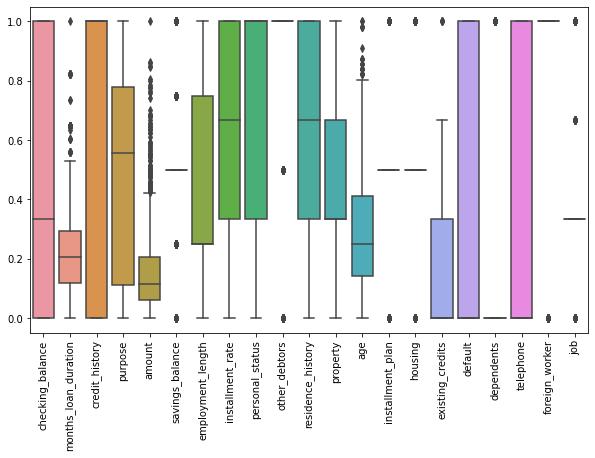 1.0
0.8
0.6
0.4
0.2
0.0
checking_balance
months_loan_duration
credit_history
purpose
amount
savings_balance
employment_length
installment_rate
personal_status
other_debtors
residence_history
property
age
installment_plan
housing
existing_credits
default
dependents
telephone
foreign_worker
job